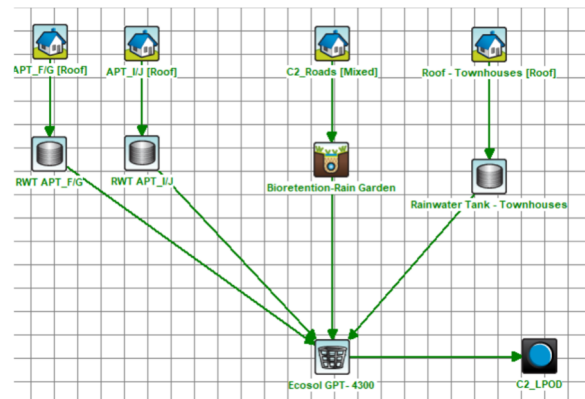 APT_F/G [Roof]
APT_I/J [Roof]
C2_Roads [Mixed]
Roof - Townhouses [Roof]
RWT APT_F/G
RWT APT_I/J
Bioretention-Rain Garden
Rainwater Tank - Townhouses
Ecosol GPT- 4300
C2_LPOD